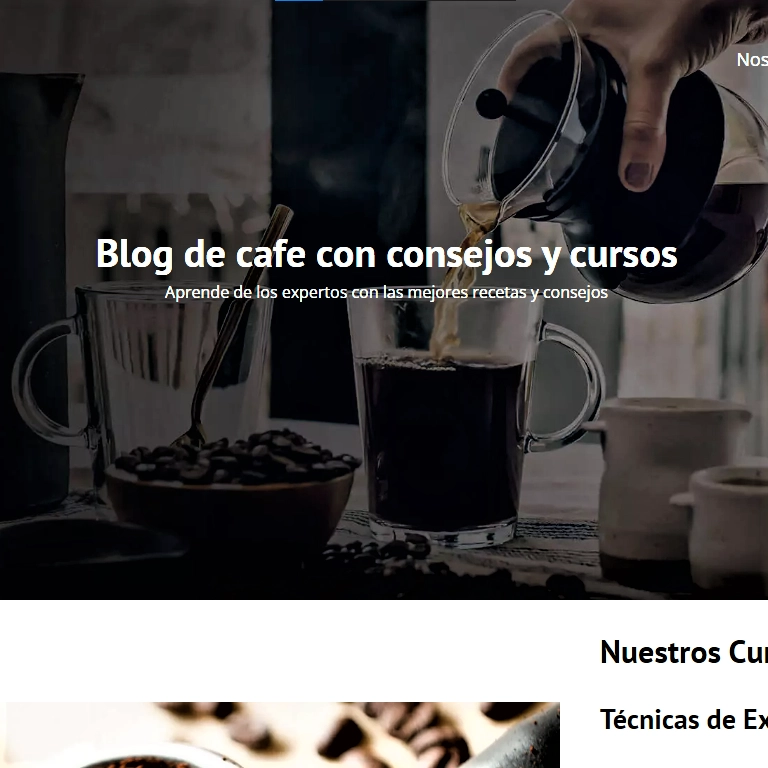 Nos
Blog de cafe con consejos y cursos
Aprende de los expertos con las mejores recetas y consejos
Nuestros Cur
Técnicas de Ex